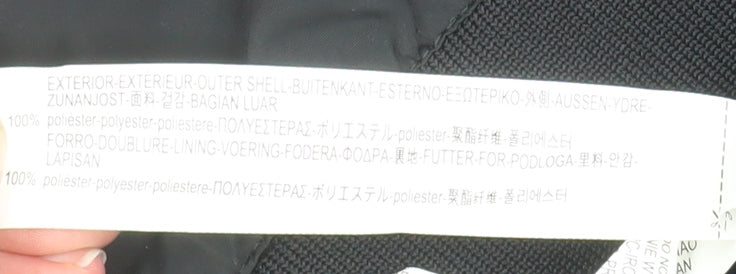 EXTERIOR-EXTERIEUR-OUTER SHELL-BUITENKANT-ESTERNO-ΕΞΩΤΕΡΙΚΟ-外側-AUSSEN-YDRE-
ZUNANJOST-面料-겉감-BAGIAN LUAR
100% poliester-polyester-poliestere-ΠΟΛΥΕΣΤΕΡΑΣ-ポリエステル-poliester-聚酯纤维-폴리에스터
FORRO-DOUBLURE-LINING-VOERING-FODERA-ΦΟΔΡΑ-裏地-FUTTER-FOR-PODLOGA-里料-안감-
LAPISAN
100% poliester-polyester-poliestere-ΠΟΛΥΕΣΤΕΡΑΣ-ポリエステル-poliester-聚酯纤维-폴리에스터